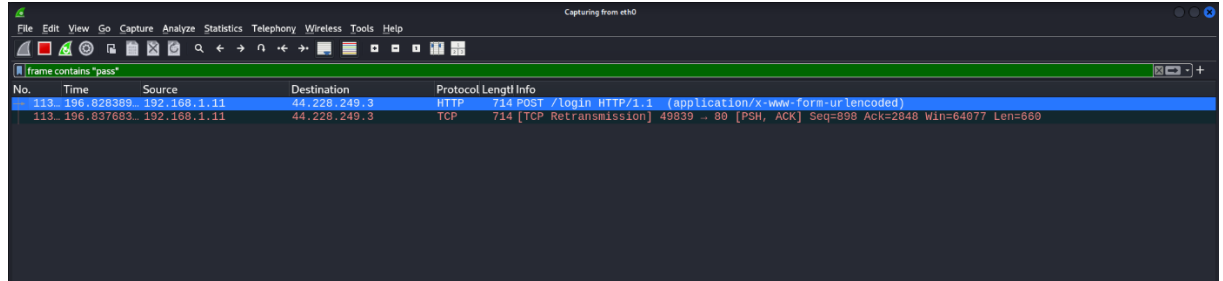 Capturing from eth0
File Edit View Go Capture Analyze Statistics Telephony Wireless Tools Help
frame contains "pass"
No. Time Source Destination Protocol Lengtl Info
113… 196.828389… 192.168.1.11 44.228.249.3 HTTP 714 POST /login HTTP/1.1 (application/x-www-form-urlencoded)
113… 196.837683… 192.168.1.11 44.228.249.3 TCP 714 [TCP Retransmission] 49839 → 80 [PSH, ACK] Seq=898 Ack=2848 Win=64077 Len=660